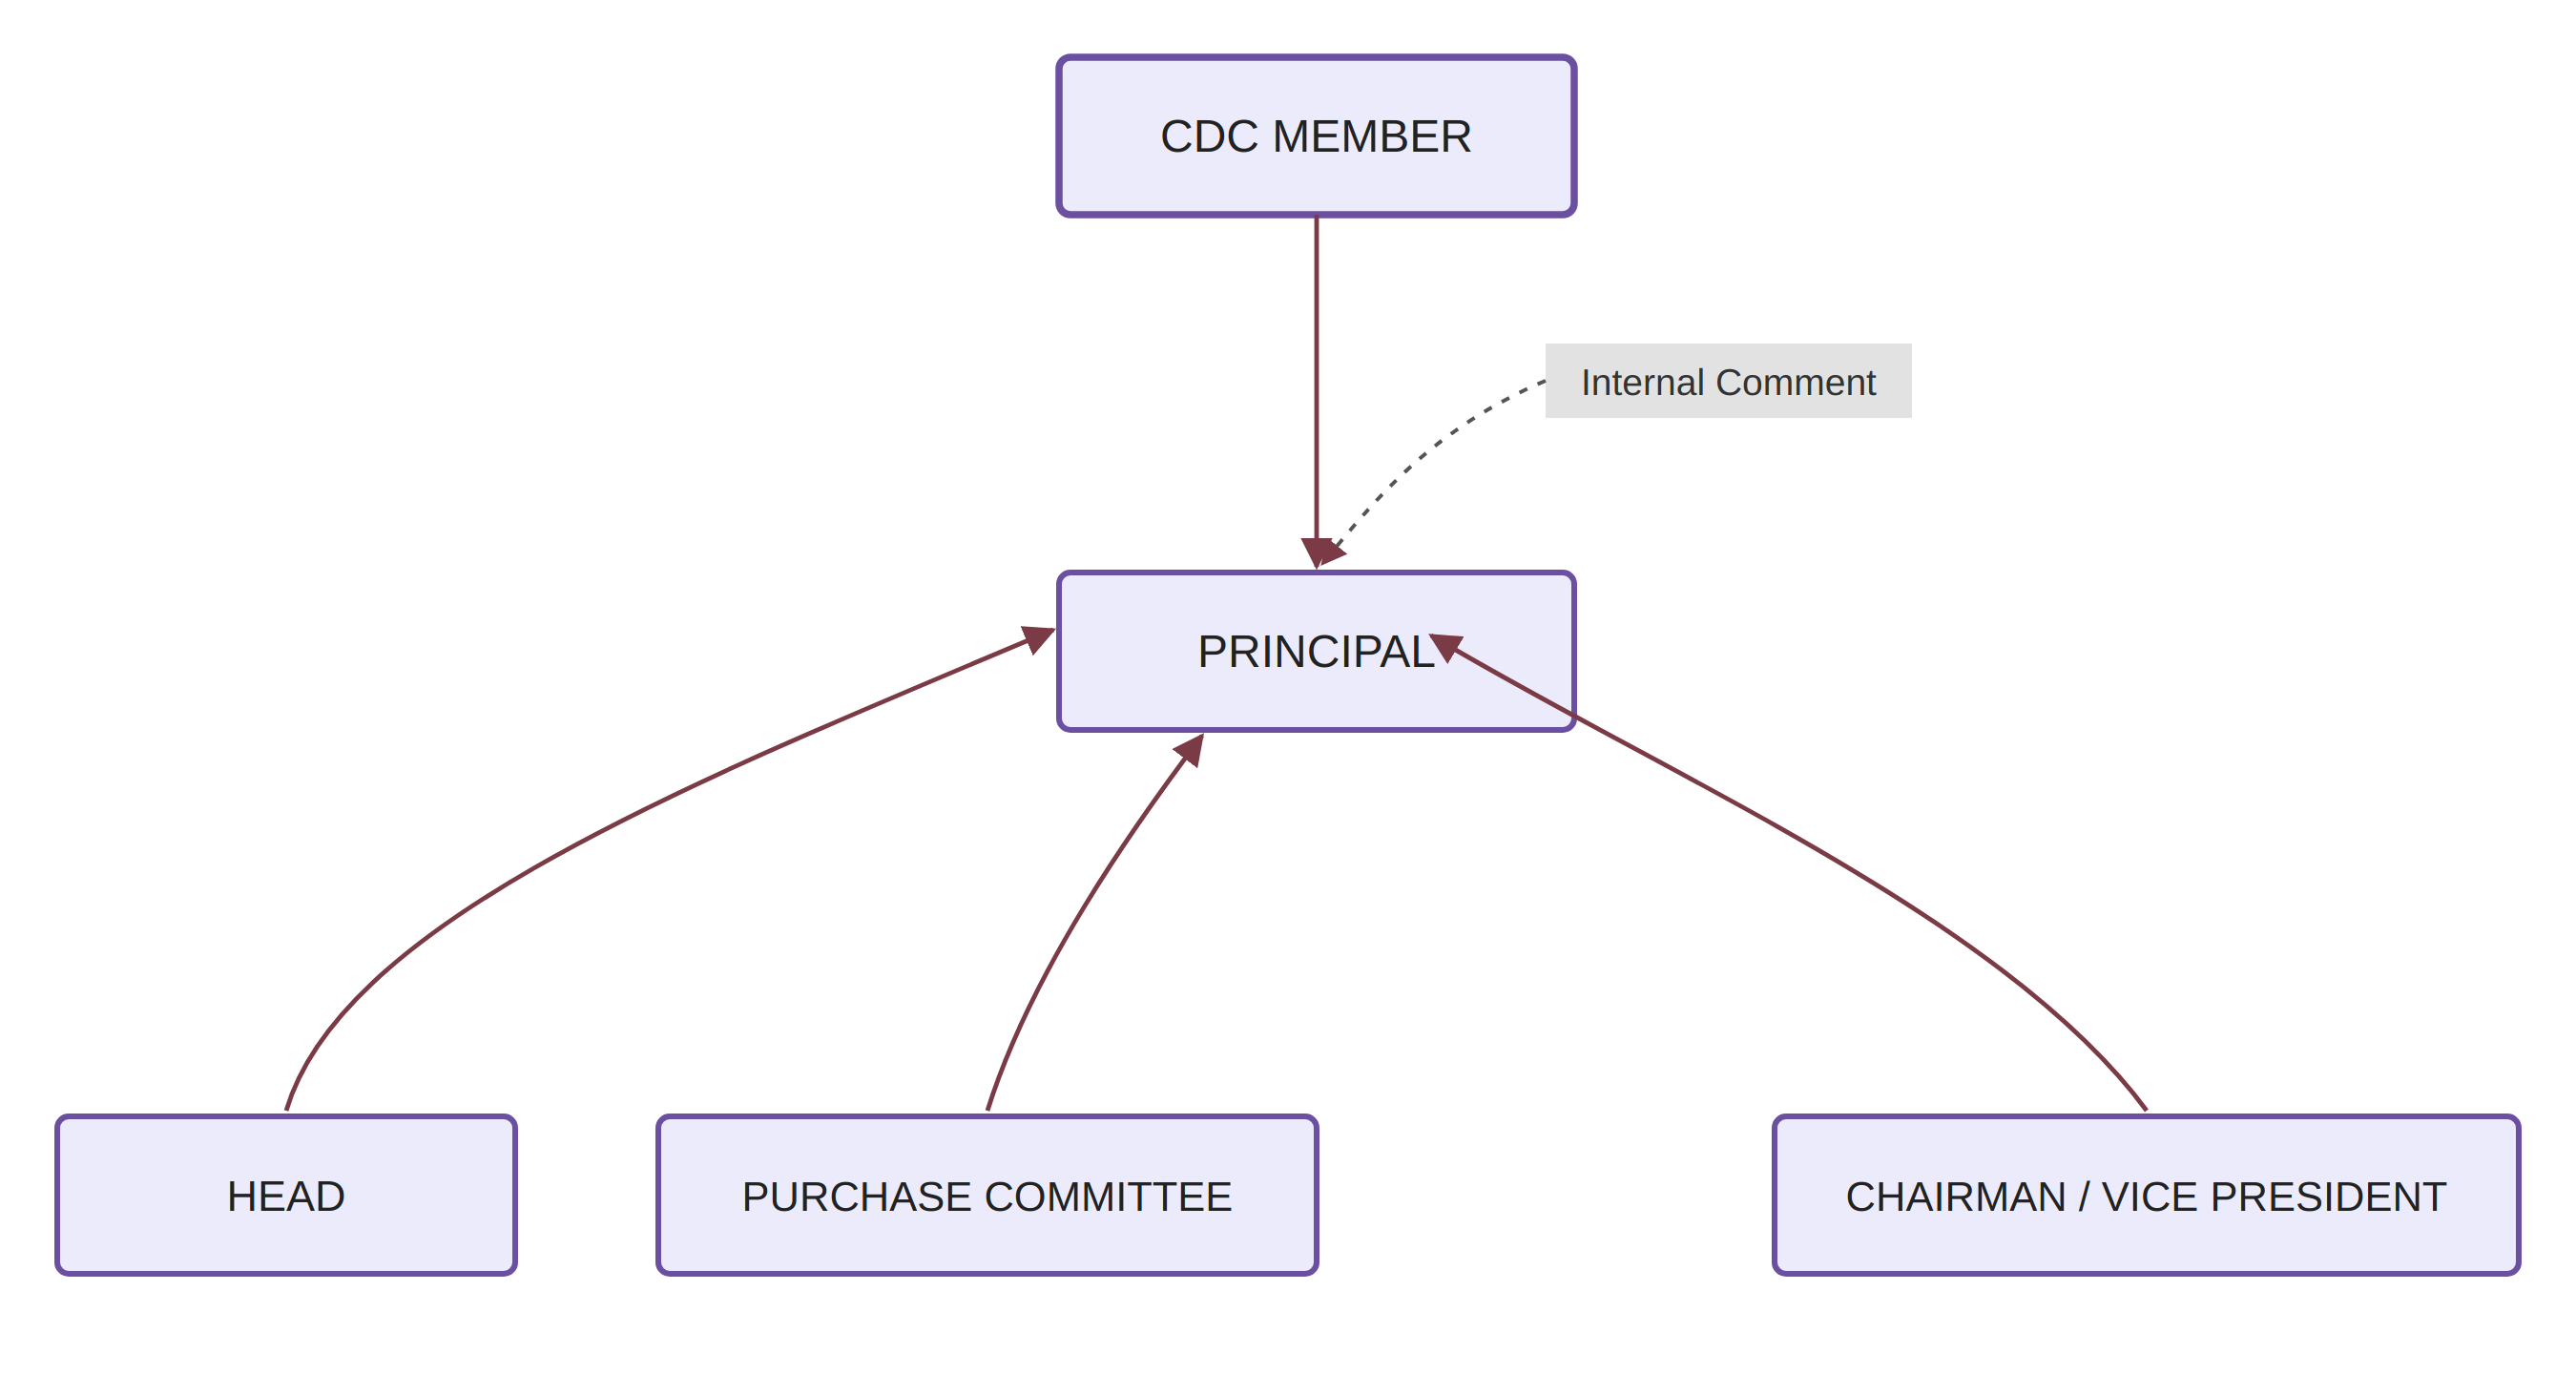 CDC MEMBER
Internal Comment
PRINCIPAL
HEAD
PURCHASE COMMITTEE
CHAIRMAN / VICE PRESIDENT